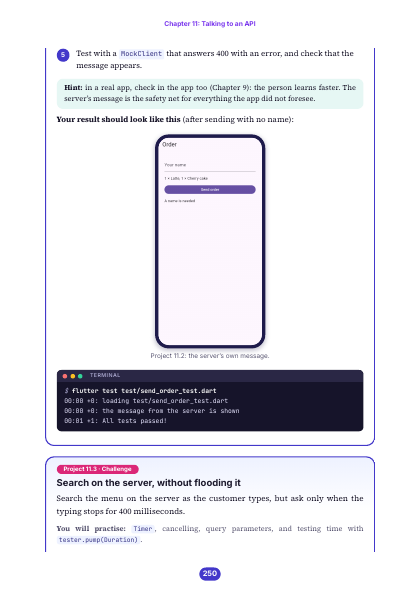 Chapter 11: Talking to an API
5 Test with a MockClient that answers 400 with an error, and check that the
message appears.
Hint: in a real app, check in the app too (Chapter 9): the person learns faster. The
server's message is the safety net for everything the app did not foresee.
Your result should look like this (after sending with no name):
Order
Your name
1 × Latte, 1 × Cherry cake
Send order
A name is needed
Project 11.2: the server's own message.
TERMINAL
$ flutter test test/send_order_test.dart
00:00 +0: loading test/send_order_test.dart
00:00 +0: the message from the server is shown
00:01 +1: All tests passed!
Project 11.3 · Challenge
Search on the server, without flooding it
Search the menu on the server as the customer types, but ask only when the
typing stops for 400 milliseconds.
You will practise: Timer, cancelling, query parameters, and testing time with
tester.pump(Duration).
250